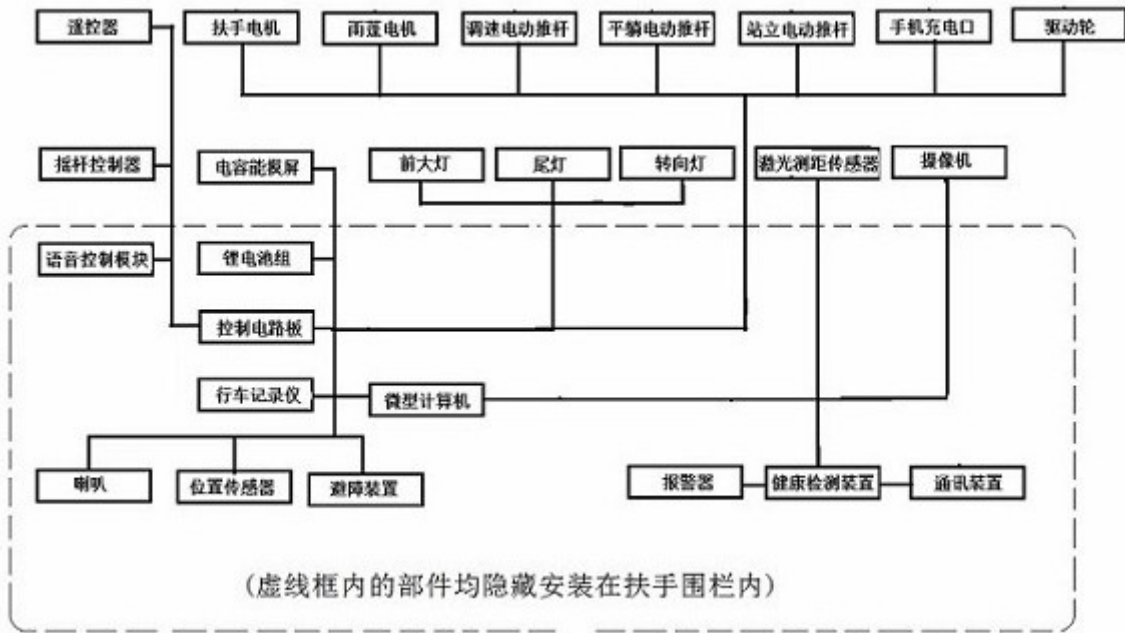 遥控器
扶手电机
雨蓬电机
调速电动推杆
平躺电动推杆
站立电动推杆
手机充电口
驱动轮
摇杆控制器
电容能摸屏
前大灯
尾灯
转向灯
激光测距传感器
摄像机
语音控制模块
锂电池组
控制电路板
行车记录仪
微型计算机
喇叭
位置传感器
避障装置
报警器
健康检测装置
通讯装置
(虚线框内的部件均隐藏安装在扶手围栏内)